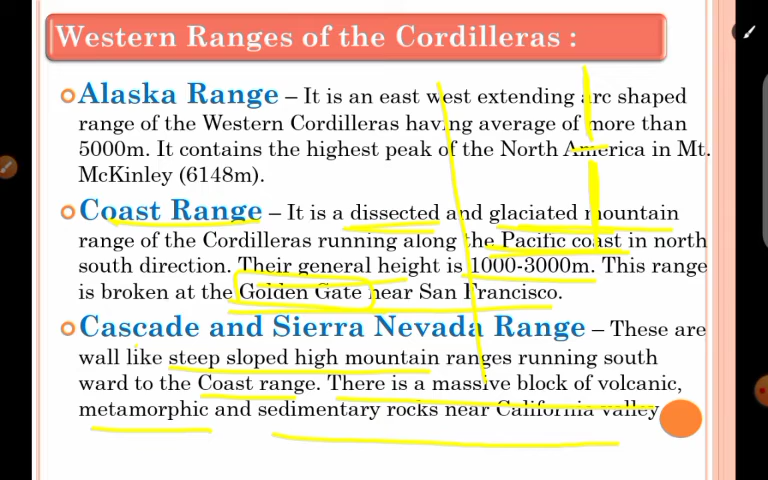 Western Ranges of the Cordilleras :
Alaska Range – It is an east west extending arc shaped
range of the Western Cordilleras having average of more than
5000m. It contains the highest peak of the North America in Mt.
McKinley (6148m).
Coast Range – It is a dissected and glaciated mountain
range of the Cordilleras running along the Pacific coast in north
south direction. Their general height is 1000-3000m. This range
is broken at the Golden Gate near San Francisco.
Cascade and Sierra Nevada Range – These are
wall like steep sloped high mountain ranges running south
ward to the Coast range. There is a massive block of volcanic,
metamorphic and sedimentary rocks near California valley